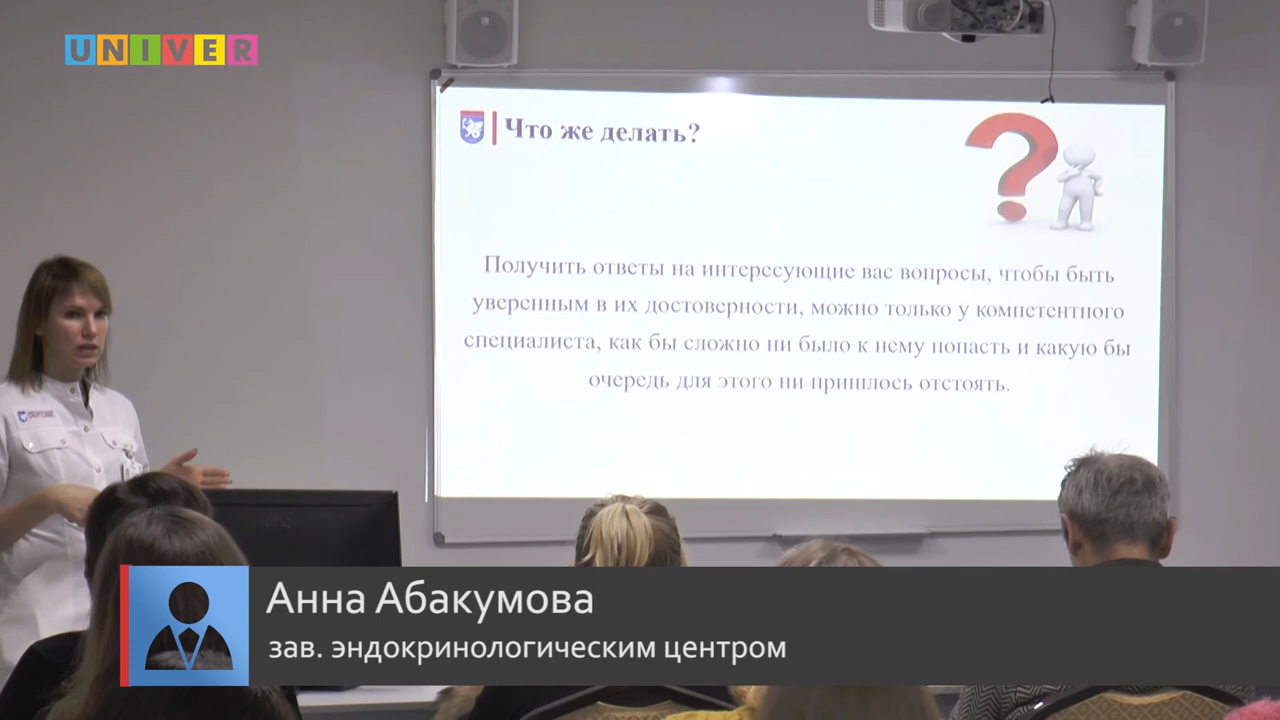 UNIVER
Что же делать?
Получить ответы на интересующие вас вопросы, чтобы быть
уверенным в их достоверности, можно только у компетентного
специалиста, как бы сложно ни было к нему попасть и какую бы
очередь для этого ни пришлось отстоять.
Анна Абакумова
зав. эндокринологическим центром